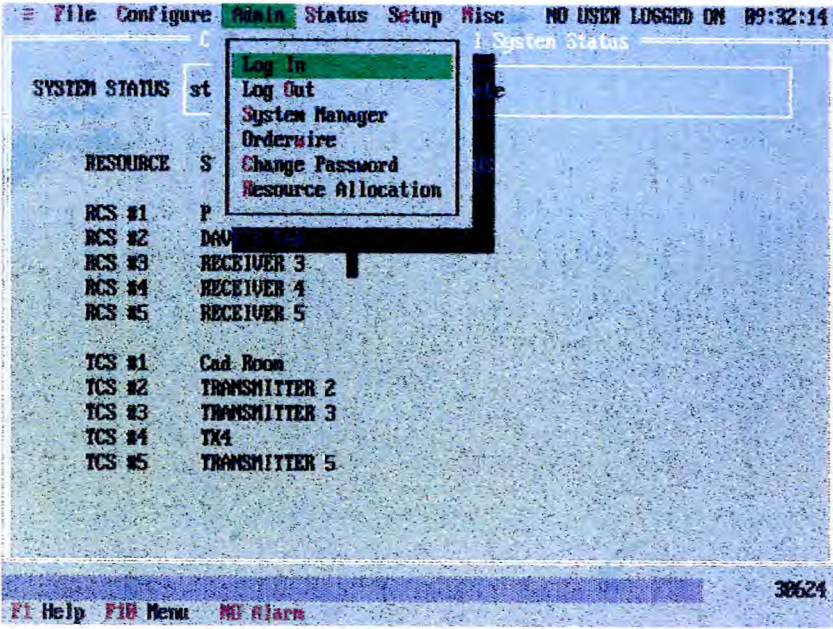 ≡ File Configure Admin Status Setup Misc NO USER LOGGED ON 09:32:14
C l System Status
Log In
SYSTEM STATUS st Log Out te
System Manager
Orderwire
RESOURCE S Change Password US
Resource Allocation
RCS #1 P
RCS #2 DAV
RCS #3 RECEIVER 3
RCS #4 RECEIVER 4
RCS #5 RECEIVER 5
TCS #1 Cad Room
TCS #2 TRANSMITTER 2
TCS #3 TRANSMITTER 3
TCS #4 TX4
TCS #5 TRANSMITTER 5
30624
F1 Help F10 Menu NO Alarm